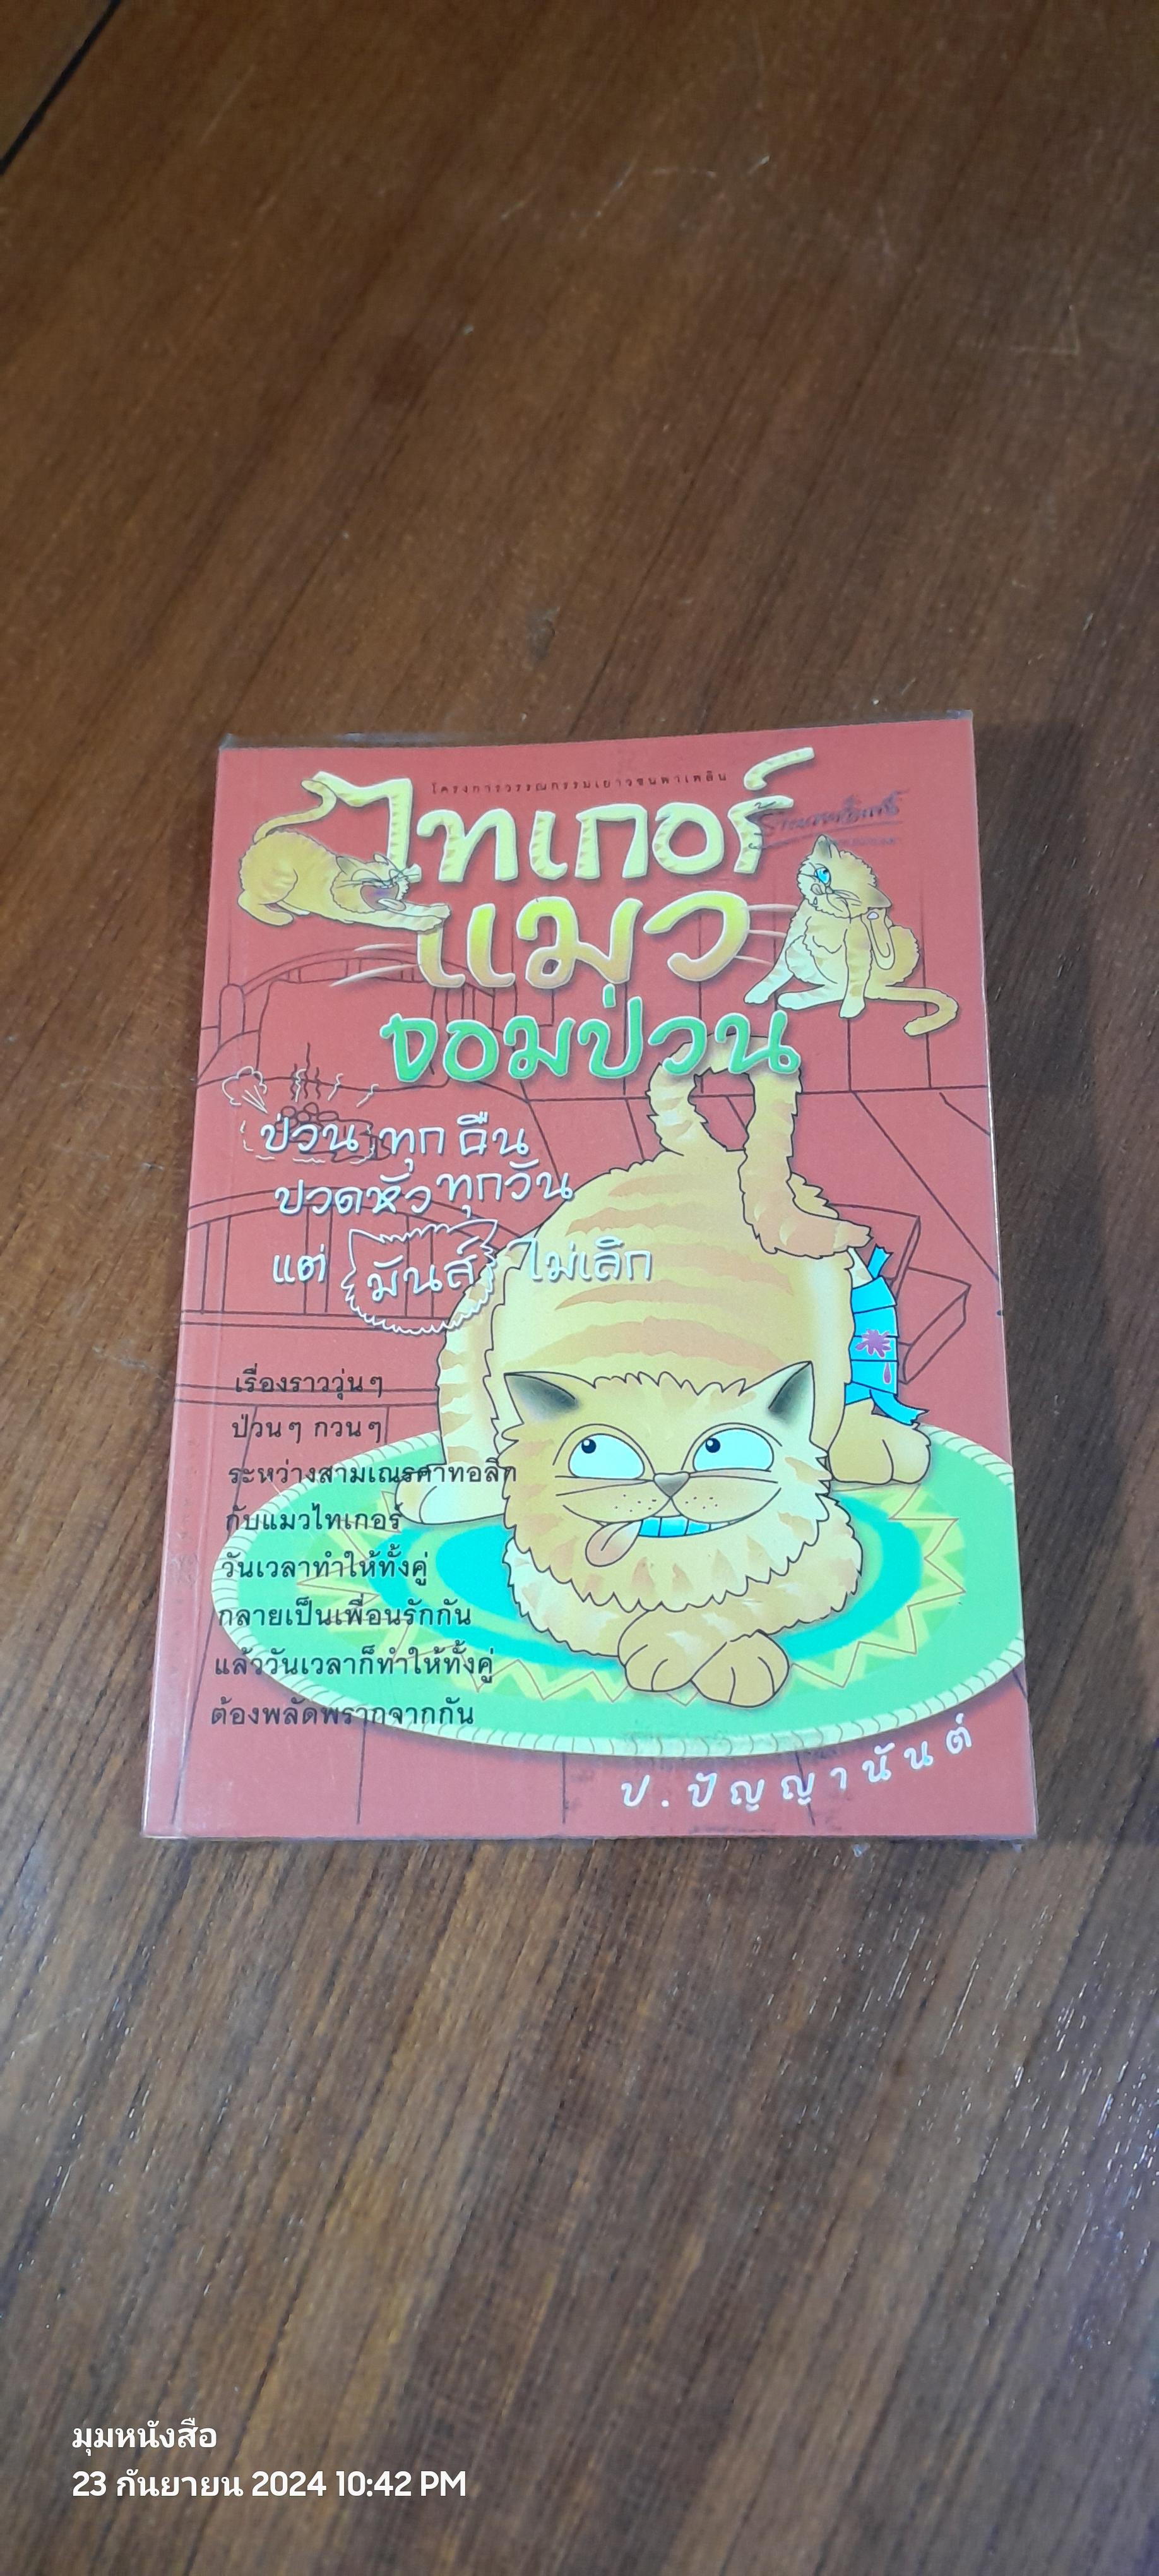 โครงการวรรณกรรมเยาวชนพาเพลิน
ไทเกอร์
แมว
จอมป่วน
ป่วน ทุก คืน
ปวดหัว ทุกวัน
แต่ มันส์ ไม่เลิก
เรื่องราววุ่นๆ
ป่วนๆ กวนๆ
ระหว่างสามเณรคาทอลิก
กับแมวไทเกอร์
วันเวลาทำให้ทั้งคู่
กลายเป็นเพื่อนรักกัน
แล้ววันเวลาก็ทำให้ทั้งคู่
ต้องพลัดพรากจากกัน
ป.ปัญญานันต์
มุมหนังสือ
23 กันยายน 2024 10:42 PM